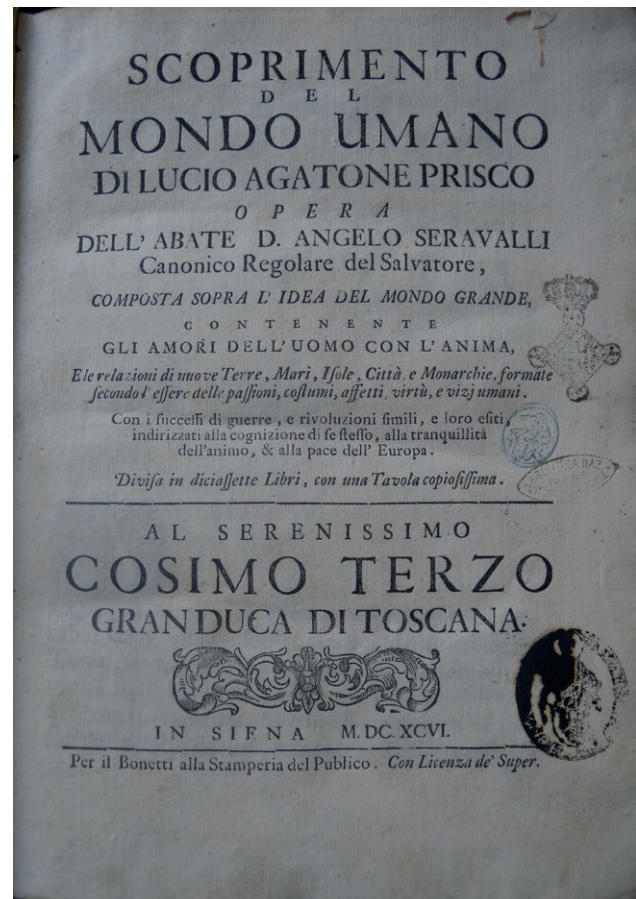 SCOPRIMENTO
DEL
MONDO UMANO
DI LUCIO AGATONE PRISCO
OPERA
DELL' ABATE D. ANGELO SERAVALLI
Canonico Regolare del Salvatore,
COMPOSTA SOPRA L' IDEA DEL MONDO GRANDE,
CONTENENTE
GLI AMORI DELL' UOMO CON L' ANIMA,
E le relazioni di nuove Terre, Mari, Iſole, Città, e Monarchie, formate
ſecondo l' eſſere delle paſſioni, coſtumi, affetti, virtù, e vizj umani.
Con i ſucceſſi di guerre, e rivoluzioni ſimili, e loro eſiti,
indirizzati alla cognizione di ſe ſteſſo, alla tranquillità
dell'animo, & alla pace dell' Europa.
Diviſa in diciaſſette Libri, con una Tavola copioſiſſima.
AL SERENISSIMO
COSIMO TERZO
GRANDUCA DI TOSCANA.
IN SIENA M. DC. XCVI.
Per il Bonetti alla Stamperia del Publico. Con Licenza de' Super.